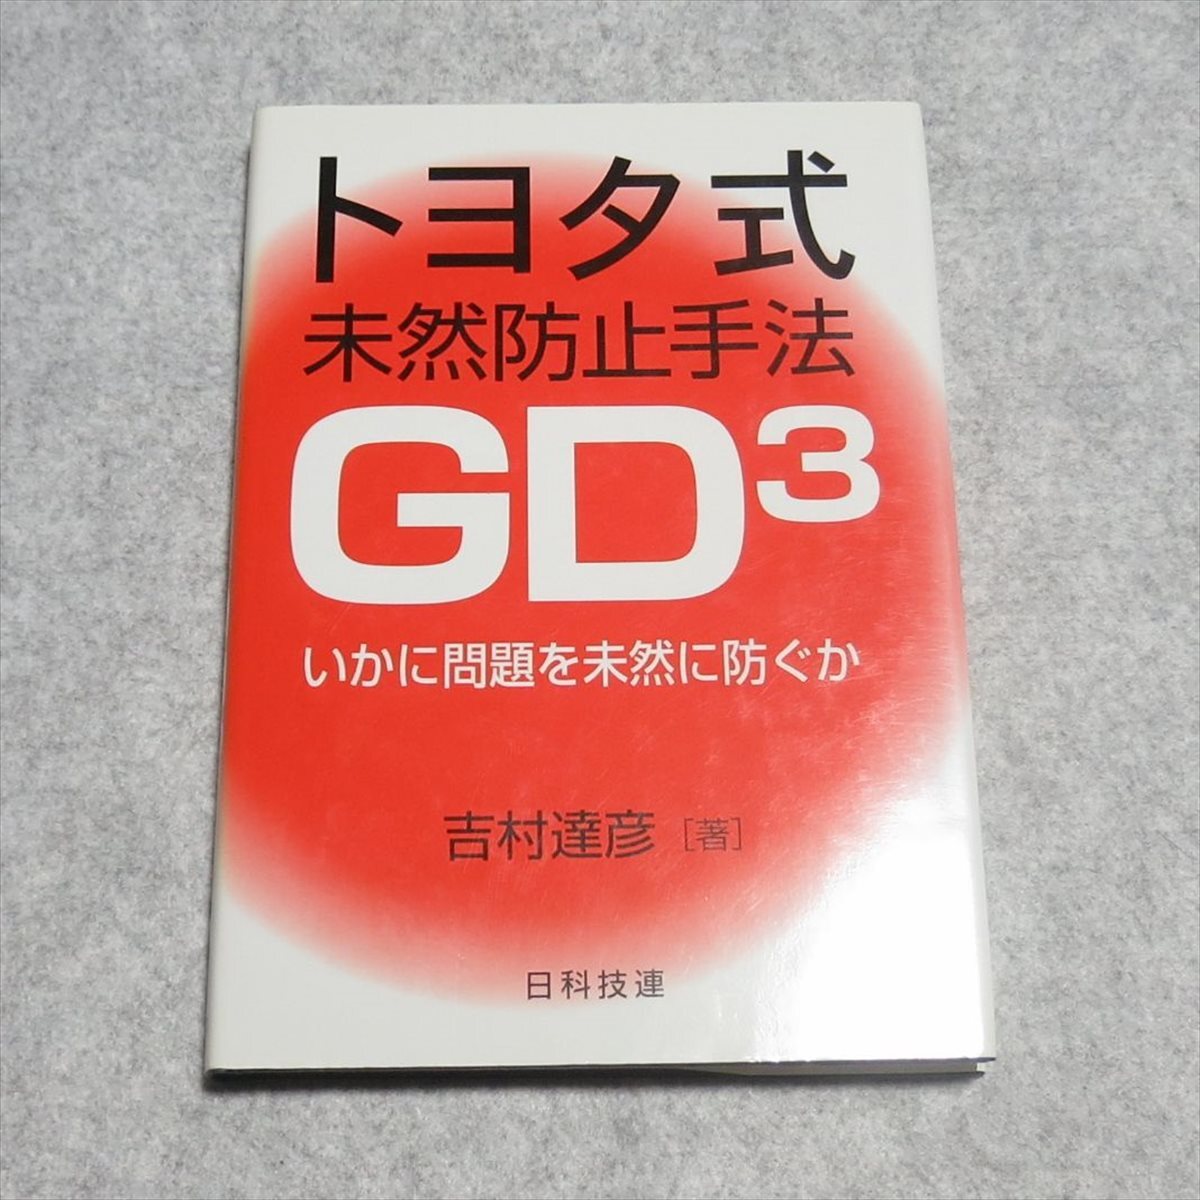 トヨタ式
未然防止手法
GD³
いかに問題を未然に防ぐか
吉村達彦 [著]
日科技連